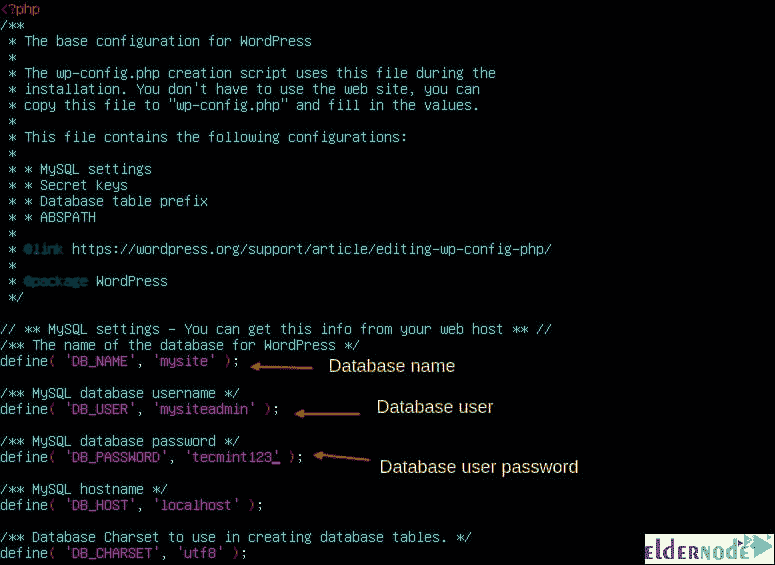 <?php
/**
 * The base configuration for WordPress
 *
 * The wp-config.php creation script uses this file during the
 * installation. You don't have to use the web site, you can
 * copy this file to "wp-config.php" and fill in the values.
 *
 * This file contains the following configurations:
 *
 * * MySQL settings
 * * Secret keys
 * * Database table prefix
 * * ABSPATH
 *
 * @link https://wordpress.org/support/article/editing-wp-config-php/
 *
 * @package WordPress
 */
// ** MySQL settings - You can get this info from your web host ** //
/** The name of the database for WordPress */
define( 'DB_NAME', 'mysite' ); Database name
/** MySQL database username */
define( 'DB_USER', 'mysiteadmin' ); Database user
/** MySQL database password */
define( 'DB_PASSWORD', 'tecmint123' ); Database user password
/** MySQL hostname */
define( 'DB_HOST', 'localhost' );
/** Database Charset to use in creating database tables. */
define( 'DB_CHARSET', 'utf8' );
eLDERNODE